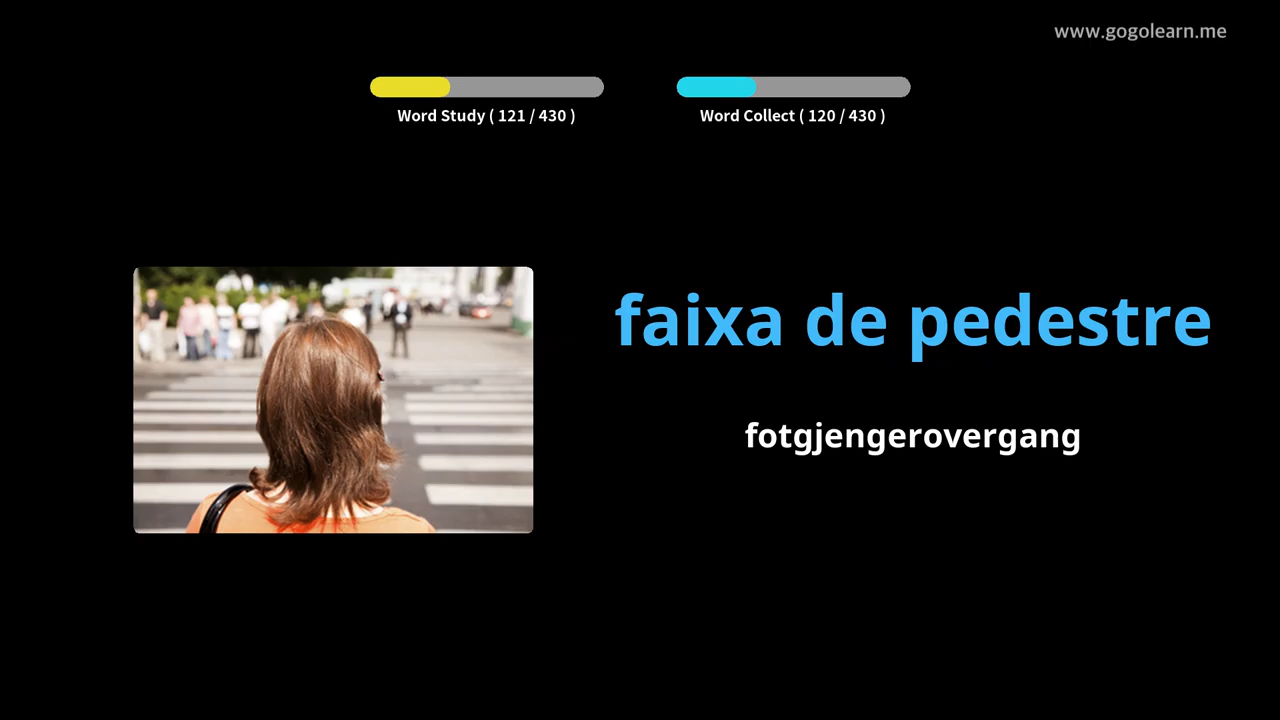 www.gogolearn.me
Word Study ( 121 / 430 )
Word Collect ( 120 / 430 )
faixa de pedestre
fotgjengerovergang